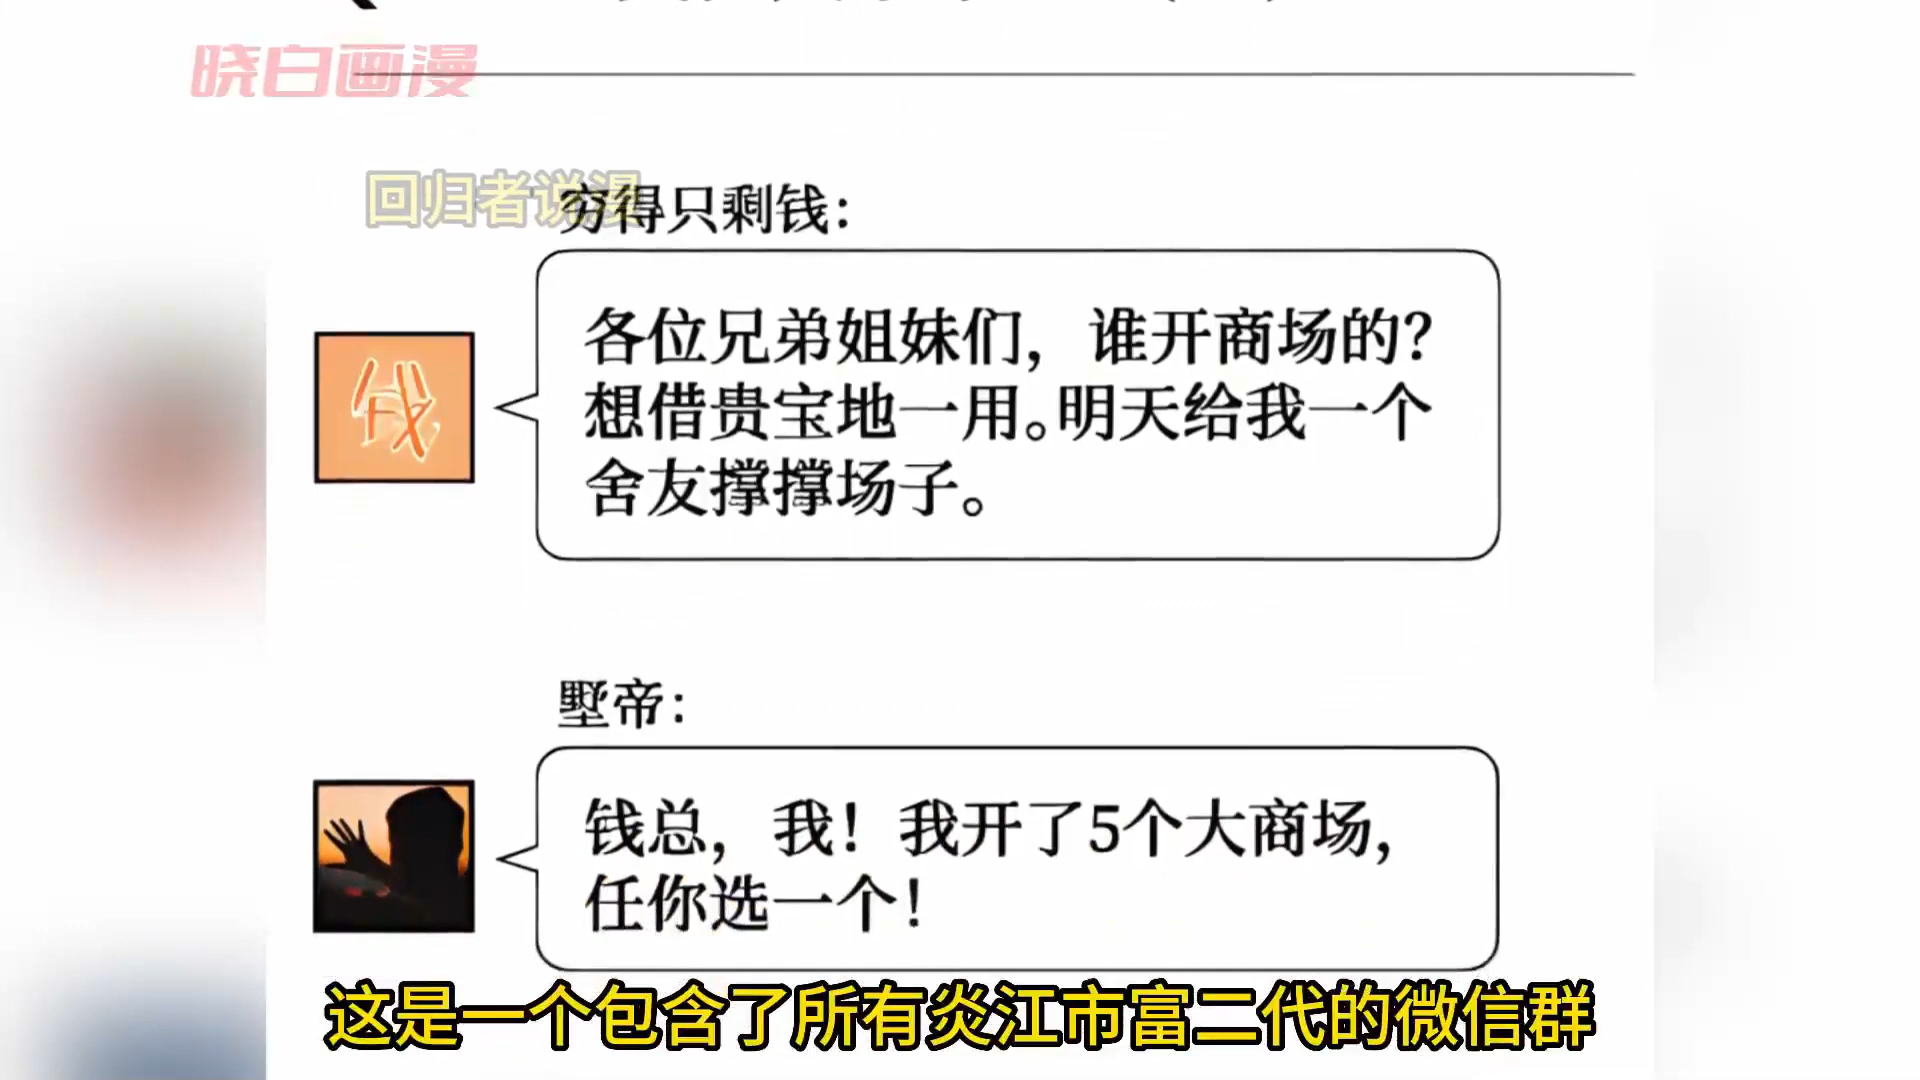 晓白画漫
回归者说漫
穷得只剩钱：
各位兄弟姐妹们，谁开商场的？
想借贵宝地一用。明天给我一个
舍友撑撑场子。
钱
墅帝：
钱总，我！我开了5个大商场，
任你选一个！
这是一个包含了所有炎江市富二代的微信群